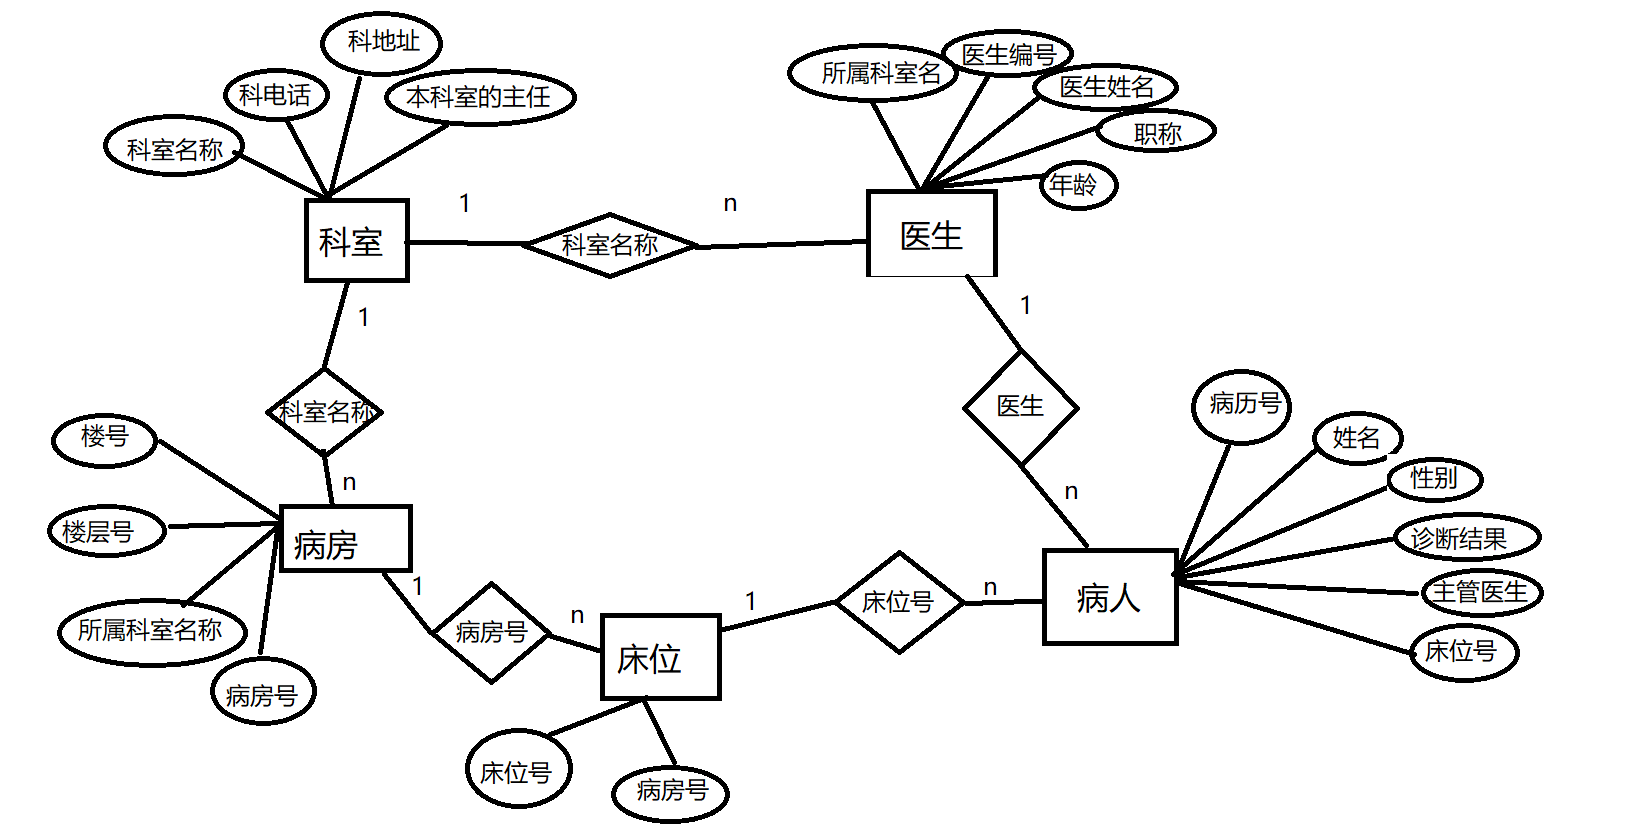 科地址
科电话
本科室的主任
科室名称
所属科室名
医生编号
医生姓名
职称
年龄
科室
1
科室名称
n
医生
1
科室名称
n
1
医生
n
楼号
楼层号
所属科室名称
病房号
病房
1
病房号
n
床位
1
床位号
n
病人
病历号
姓名
性别
诊断结果
主管医生
床位号
床位号
病房号